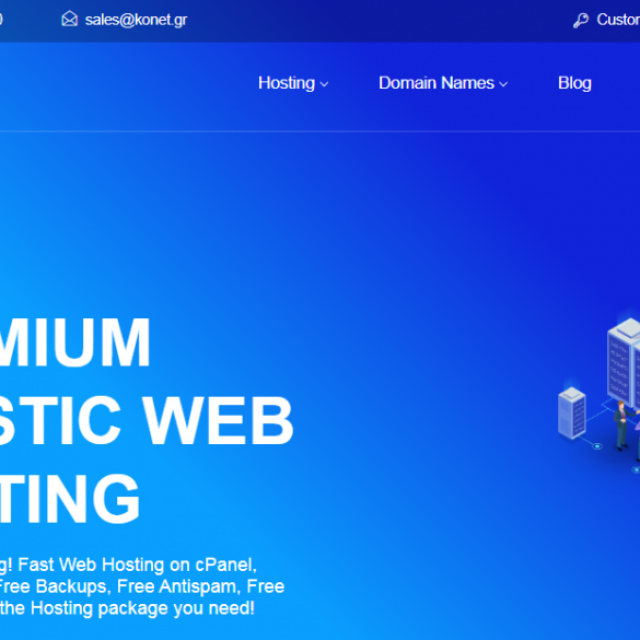 sales@konet.gr
Hosting
Domain Names
Blog
MIUM
STIC WEB
TING
g! Fast Web Hosting on cPanel,
Free Backups, Free Antispam, Free
the Hosting package you need!